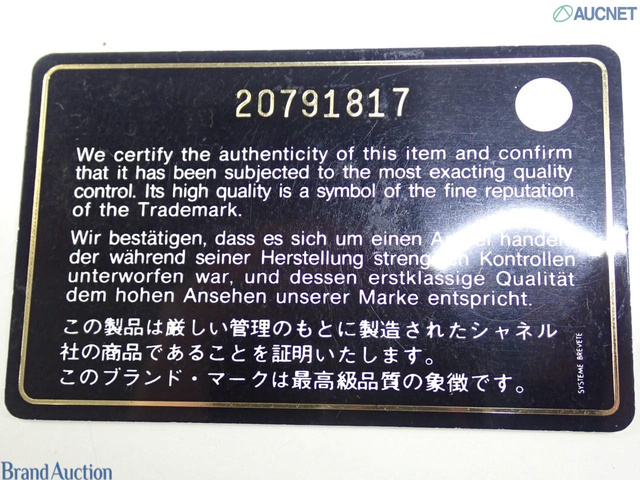 AUCNET
20791817
We certify the authenticity of this item and confirm
that it has been subjected to the most exacting quality
control. Its high quality is a symbol of the fine reputation
of the Trademark.
Wir bestätigen, dass es sich um einen A el handel
der während seiner Herstellung strengsten Kontrollen
unterworfen war, und dessen erstklassige Qualität
dem hohen Ansehen unserer Marke entspricht.
この製品は厳しい管理のもとに製造されたシャネル
社の商品であることを証明いたします。
このブランド・マークは最高級品質の象徴です。
SYSTEME BREVETE
Brand Auction